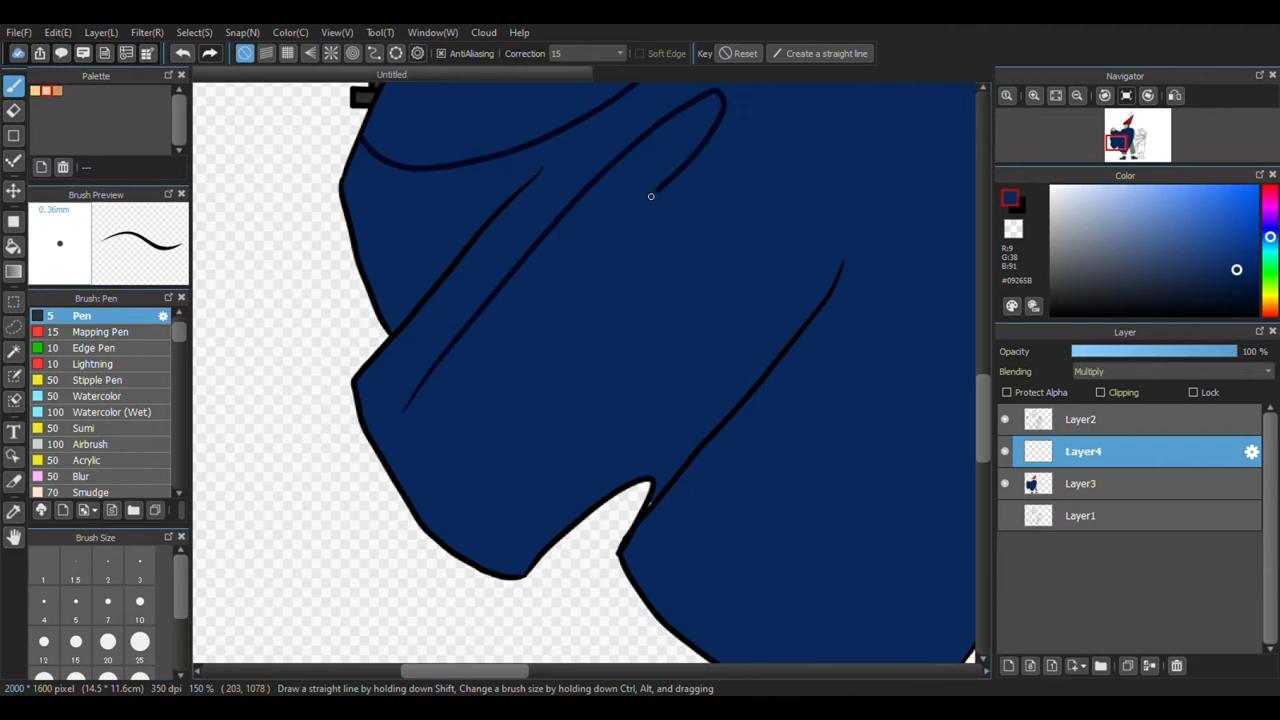 File(F) Edit(E) Layer(L) Filter(R) Select(S) Snap(N) Color(C) View(V) Tool(T) Window(W) Cloud Help
AntiAliasing Correction 15 Soft Edge Key Reset Create a straight line
Untitled
Palette
---
Brush Preview
0.36mm
Brush: Pen
5 Pen
15 Mapping Pen
10 Edge Pen
10 Lightning
50 Stipple Pen
50 Watercolor
100 Watercolor (Wet)
50 Sumi
100 Airbrush
50 Acrylic
50 Blur
70 Smudge
Brush Size
1 1.5 2 3
4 5 7 10
12 15 20 25
Navigator
Color
R:9
G:38
B:91
#09265B
Layer
Opacity 100 %
Blending Multiply
Protect Alpha Clipping Lock
Layer2
Layer4
Layer3
Layer1
2000 * 1600 pixel (14.5 * 11.6cm) 350 dpi 150 % ( 203, 1078 ) Draw a straight line by holding down Shift, Change a brush size by holding down Ctrl, Alt, and dragging